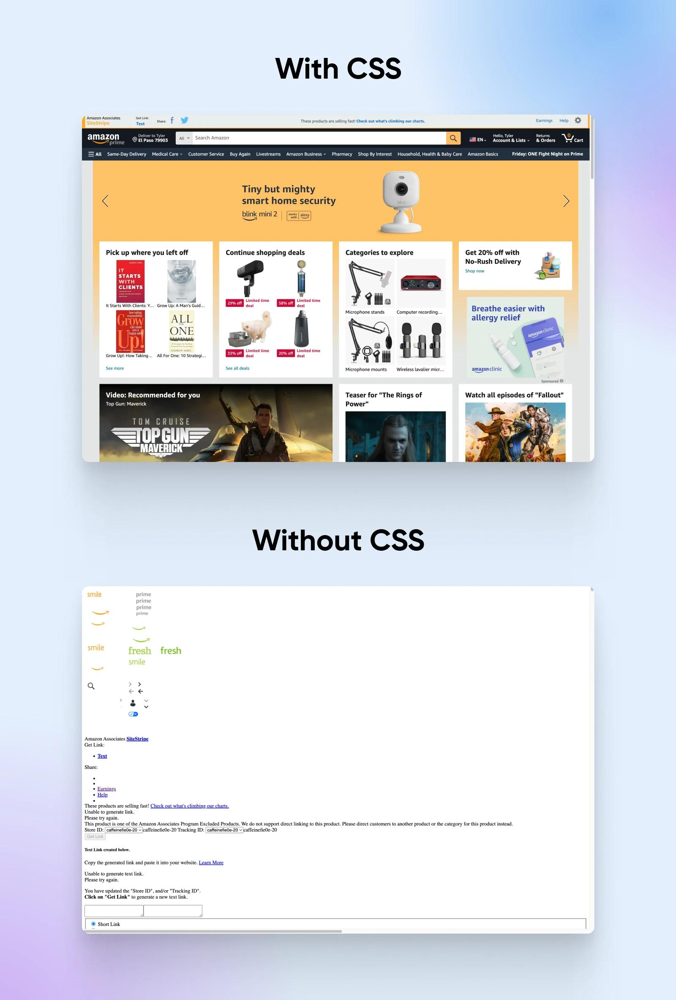 With CSS
Amazon Associates
SiteStripe
Get Link:
Text
Share:
These products are selling fast! Check out what's climbing our charts.
Earnings Help
amazon
prime
Deliver to Tyler
El Paso 79903
All
Search Amazon
EN
Hello, Tyler
Account & Lists
Returns
& Orders
0
Cart
All Same-Day Delivery Medical Care Customer Service Buy Again Livestreams Amazon Business Pharmacy Shop By Interest Household, Health & Baby Care Amazon Basics Friday: ONE Fight Night on Prime
Tiny but mighty
smart home security
blink mini 2
works with alexa
blink
Pick up where you left off
IT
STARTS
WITH
CLIENTS
It Starts With Clients: Y... Grow Up: A Man's Guid...
how taking
responsibility
Grow
can make
you a
happy adult
Up!
ALL
FOR
ONE
ANDREW SOBEL
Grow Up!: How Taking... All For One: 10 Strategi...
See more
Continue shopping deals
29% off Limited time deal
58% off Limited time deal
33% off Limited time deal
20% off Limited time deal
See all deals
Categories to explore
Microphone stands Computer recording...
Microphone mounts Wireless lavalier micr...
Get 20% off with
No-Rush Delivery
Shop now
Breathe easier with
allergy relief
amazon clinic
amazon clinic
Sponsored
Video: Recommended for you
Top Gun: Maverick
TOM CRUISE
TOP GUN
MAVERICK
Teaser for "The Rings of
Power"
Watch all episodes of "Fallout"
Without CSS
smile
prime
prime
prime
prime
smile
fresh fresh
smile
Amazon Associates SiteStripe
Get Link:
Text
Share:
Earnings
Help
These products are selling fast! Check out what's climbing our charts.
Unable to generate link.
Please try again.
This product is one of the Amazon Associates Program Excluded Products. We do not support direct linking to this product. Please direct customers to another product or the category for this product instead.
Store ID: caffeinefie0e-20 caffeinefie0e-20 Tracking ID: caffeinefie0e-20 caffeinefie0e-20
Get Link
Text Link created below.
Copy the generated link and paste it into your website. Learn More
Unable to generate text link.
Please try again.
You have updated the "Store ID", and/or "Tracking ID".
Click on "Get Link" to generate a new text link.
Short Link